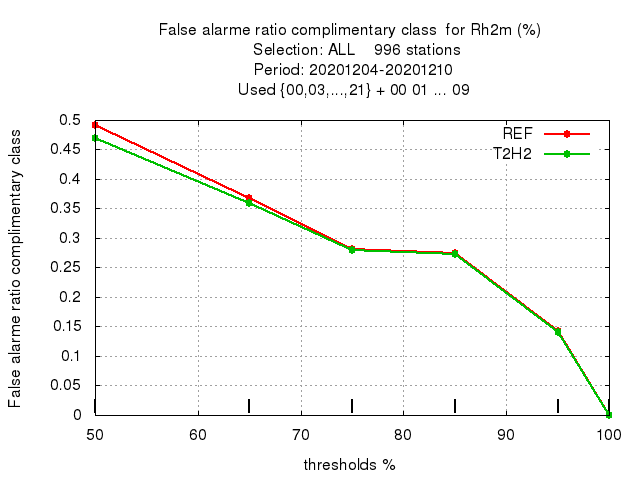 False alarme ratio complimentary class  for Rh2m (%)
Selection: ALL    996 stations
Period: 20201204-20201210
Used {00,03,...,21} + 00 01 ... 09
False alarme ratio complimentary class
0.5
0.45
0.4
0.35
0.3
0.25
0.2
0.15
0.1
0.05
0
REF
T2H2
50 60 70 80 90 100
thresholds %